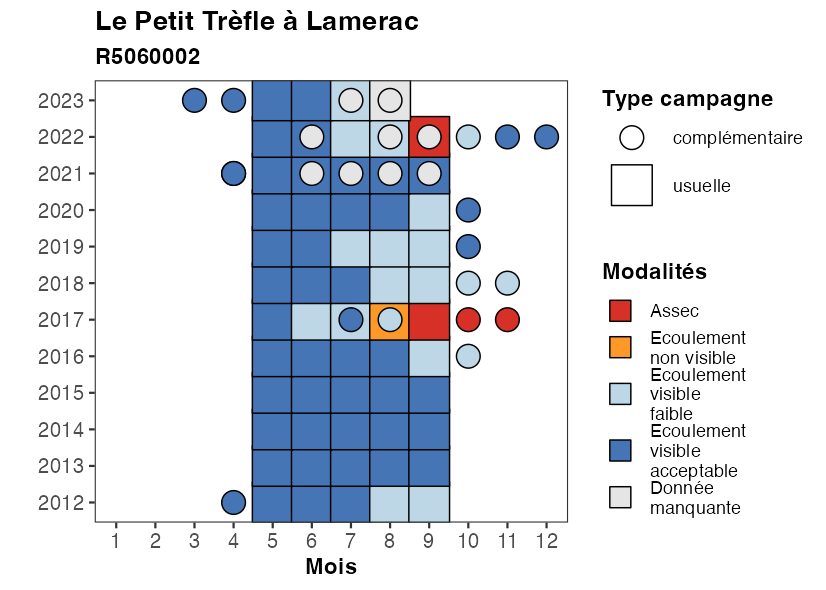 Le Petit Trèfle à Lamerac
R5060002
2023
2022
2021
2020
2019
2018
2017
2016
2015
2014
2013
2012
1 2 3 4 5 6 7 8 9 10 11 12
Mois
Type campagne
complémentaire
usuelle
Modalités
Assec
Ecoulement
non visible
Ecoulement
visible
faible
Ecoulement
visible
acceptable
Donnée
manquante